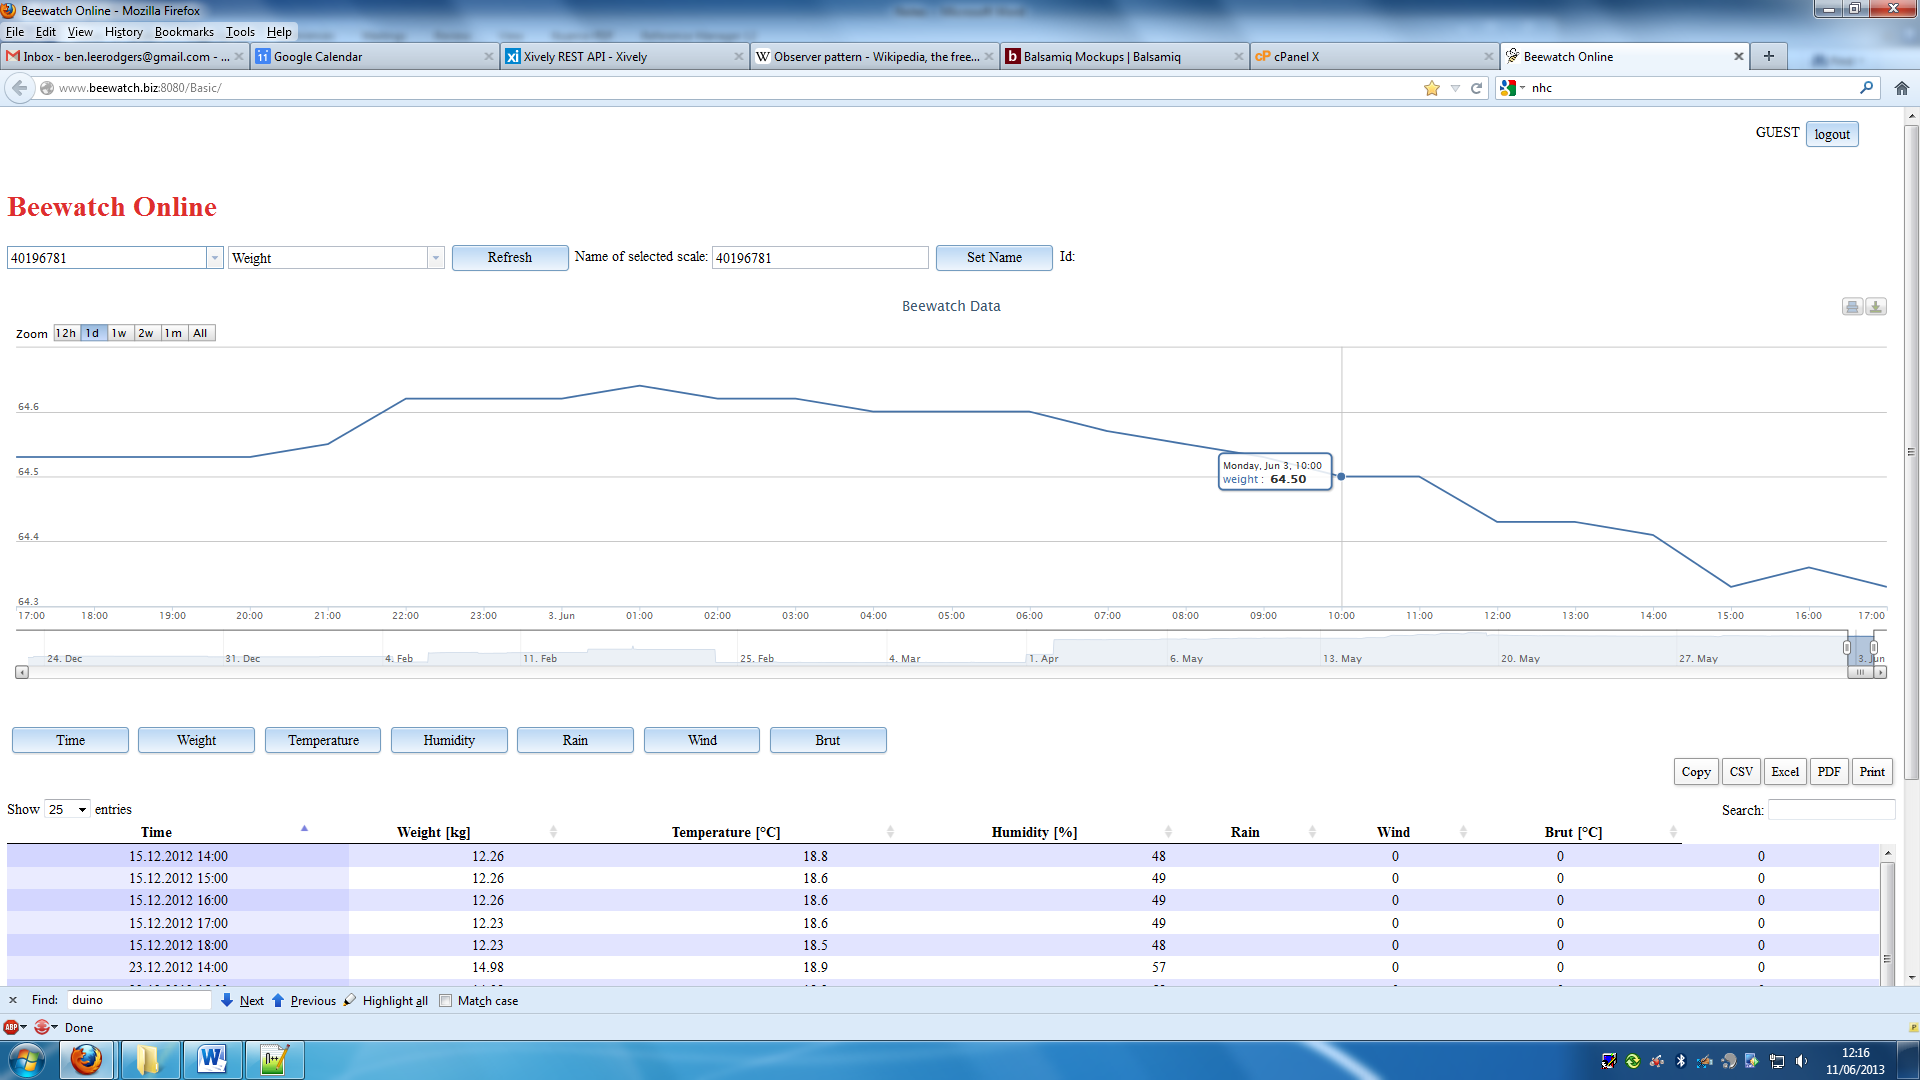 Beewatch Online - Mozilla Firefox
File Edit View History Bookmarks Tools Help
Inbox - ben.leerodgers@gmail.com - ... Google Calendar Xively REST API - Xively Observer pattern - Wikipedia, the free... Balsamiq Mockups | Balsamiq cPanel X Beewatch Online
www.beewatch.biz:8080/Basic/ nhc
GUEST logout
Beewatch Online
40196781 Weight Refresh Name of selected scale: 40196781 Set Name Id:
Beewatch Data
Zoom 12h 1d 1w 2w 1m All
64.6
64.5
Monday, Jun 3, 10:00
weight : 64.50
64.4
64.3
17:00 18:00 19:00 20:00 21:00 22:00 23:00 3. Jun 01:00 02:00 03:00 04:00 05:00 06:00 07:00 08:00 09:00 10:00 11:00 12:00 13:00 14:00 15:00 16:00 17:00
24. Dec 31. Dec 4. Feb 11. Feb 25. Feb 4. Mar 1. Apr 6. May 13. May 20. May 27. May 3. Jun
Time Weight Temperature Humidity Rain Wind Brut
Copy CSV Excel PDF Print
Show 25 entries Search:
Time Weight [kg] Temperature [°C] Humidity [%] Rain Wind Brut [°C]
15.12.2012 14:00 12.26 18.8 48 0 0 0
15.12.2012 15:00 12.26 18.6 49 0 0 0
15.12.2012 16:00 12.26 18.6 49 0 0 0
15.12.2012 17:00 12.23 18.6 49 0 0 0
15.12.2012 18:00 12.23 18.5 48 0 0 0
23.12.2012 14:00 14.98 18.9 57 0 0 0
Find: duino Next Previous Highlight all Match case
ABP Done
12:16
11/06/2013